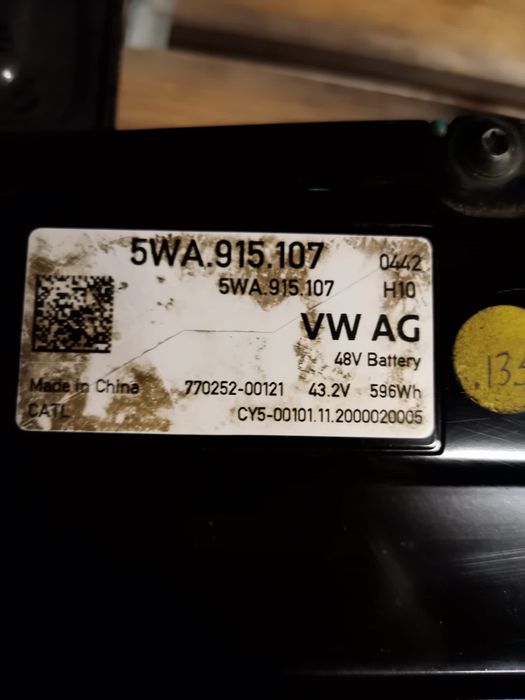 5WA.915.107
0442
5WA.915.107
H10
VW AG
48V Battery
Made in China 770252-00121 43.2V 596Wh
CATL CY5-00101.11.2000020005